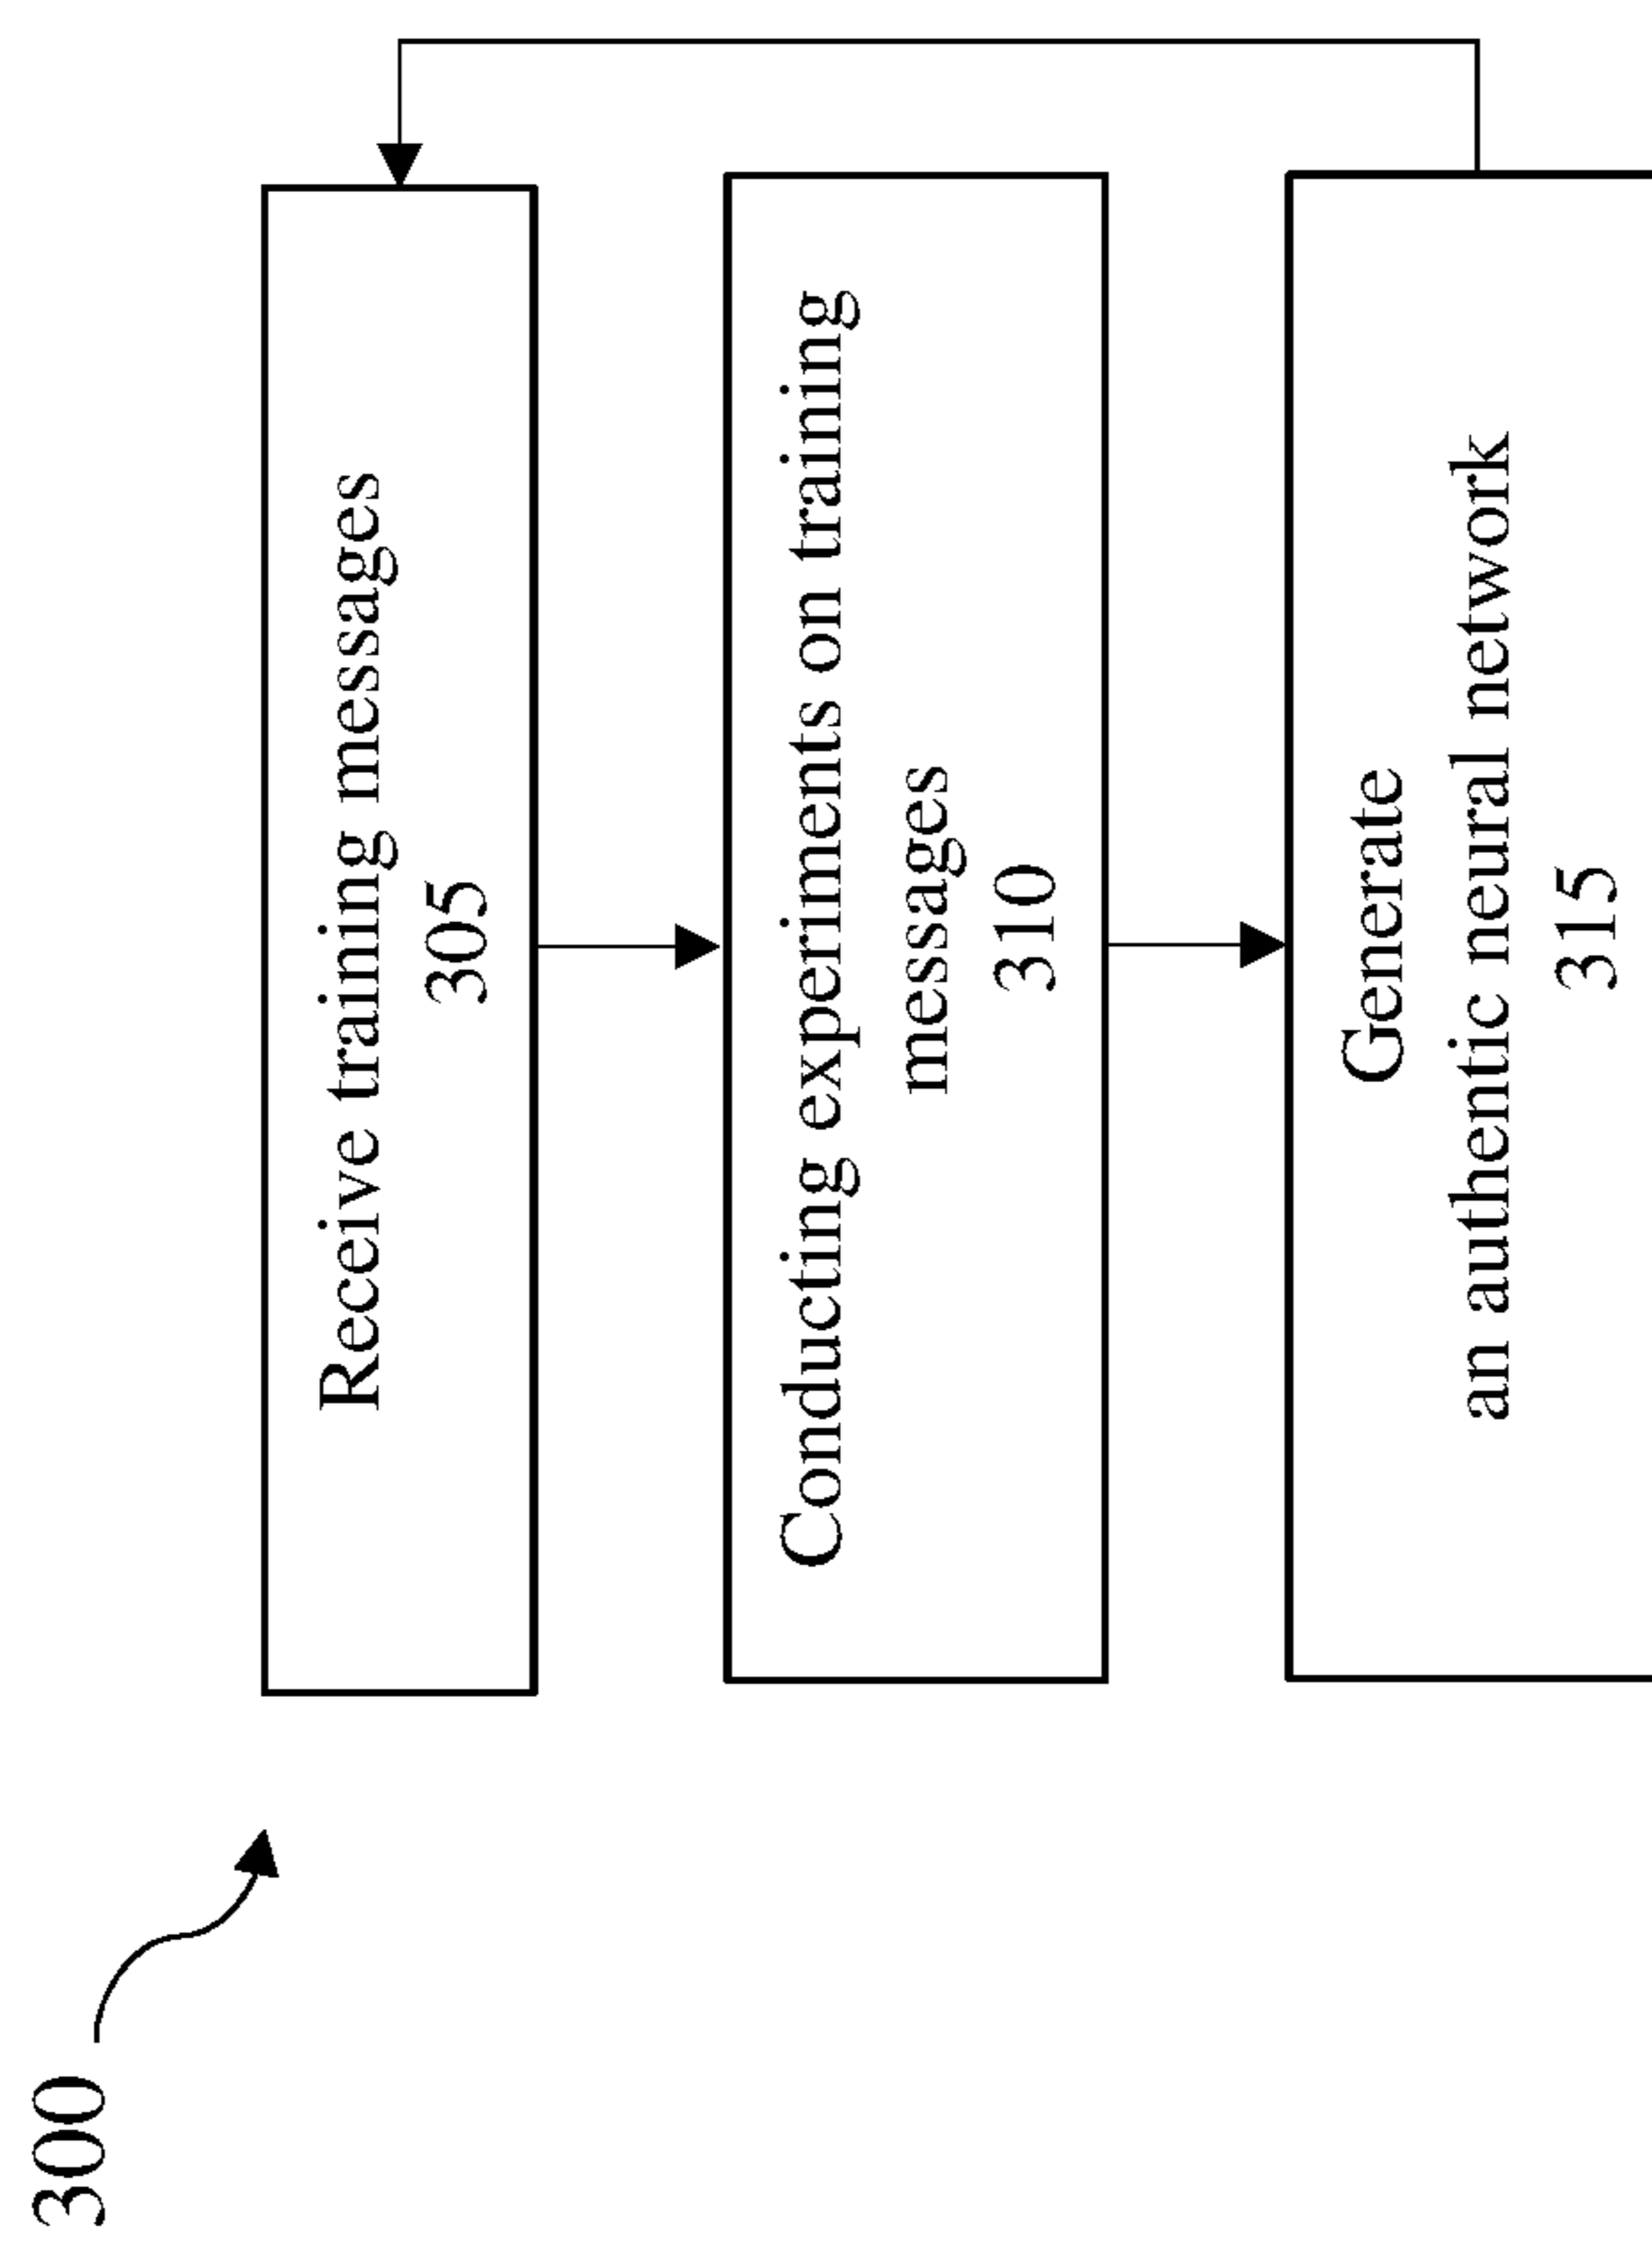 300
Receive training messages
305
Conducting experiments on training
messages
310
Generate
an authentic neural network
315